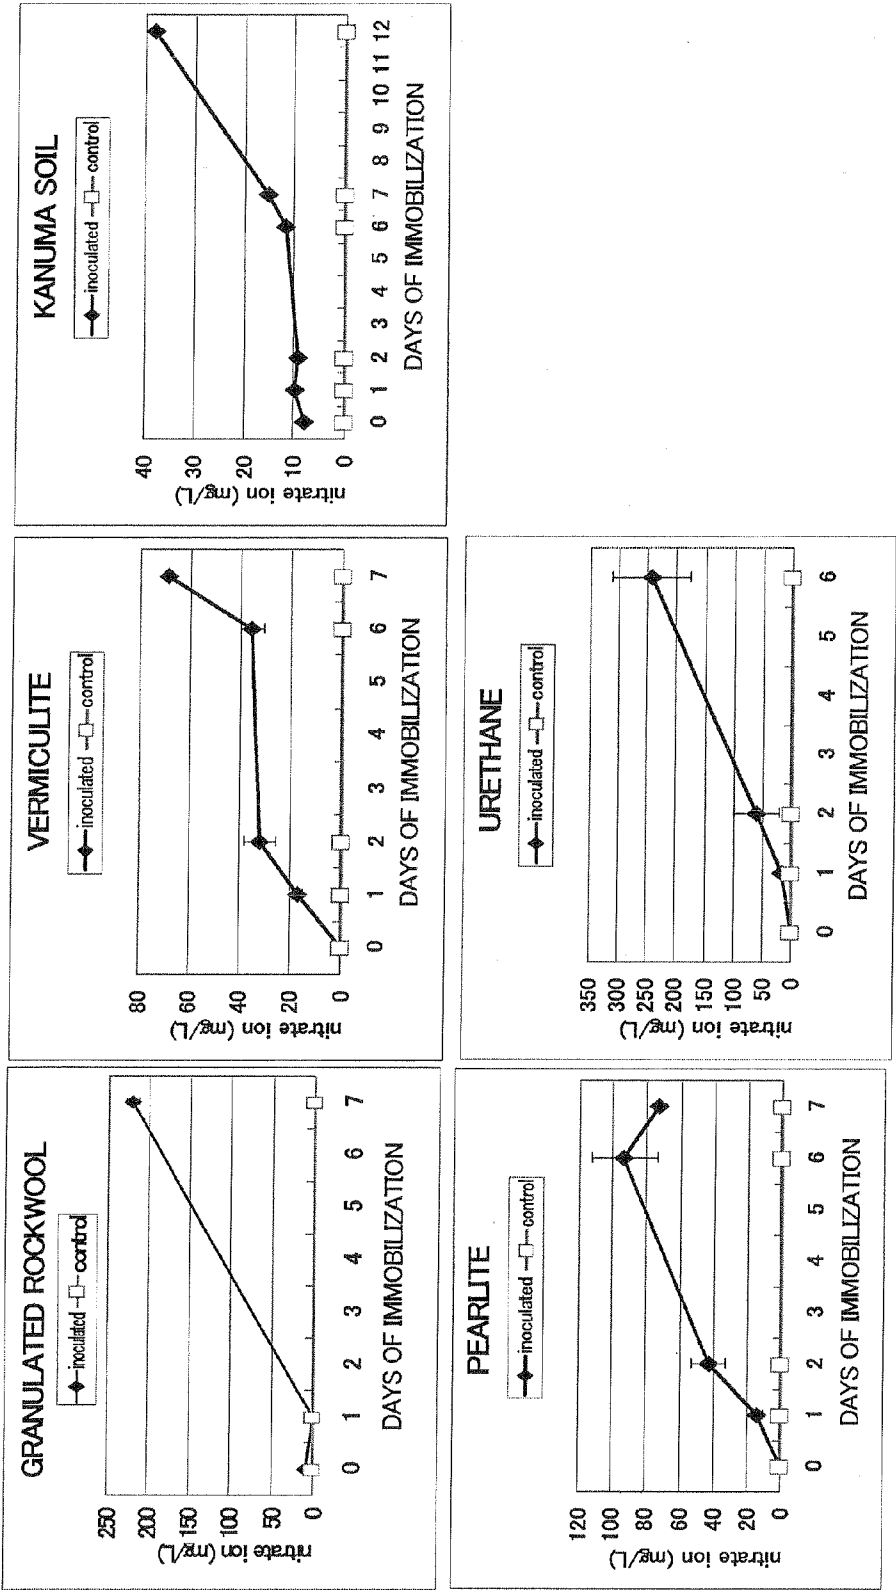 GRANULATED ROCKWOOL
inoculated control
nitrate ion (mg/L)
250
200
150
100
50
0
0 1 2 3 4 5 6 7
DAYS OF IMMOBILIZATION
VERMICULITE
inoculated control
nitrate ion (mg/L)
80
60
40
20
0
0 1 2 3 4 5 6 7
DAYS OF IMMOBILIZATION
KANUMA SOIL
inoculated control
nitrate ion (mg/L)
40
30
20
10
0
0 1 2 3 4 5 6 7 8 9 10 11 12
DAYS OF IMMOBILIZATION
PEARLITE
inoculated control
nitrate ion (mg/L)
120
100
80
60
40
20
0
0 1 2 3 4 5 6 7
DAYS OF IMMOBILIZATION
URETHANE
inoculated control
nitrate ion (mg/L)
350
300
250
200
150
100
50
0
0 1 2 3 4 5 6
DAYS OF IMMOBILIZATION